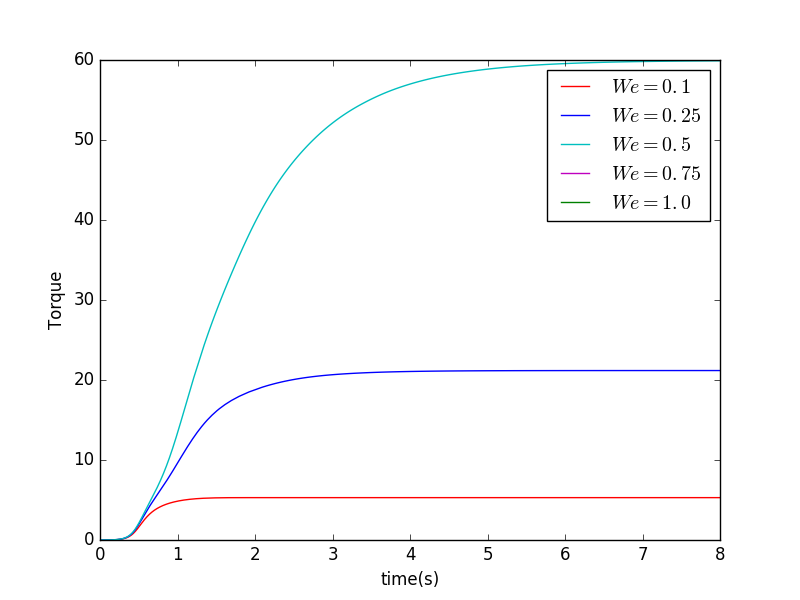 60
50
40
30
20
10
0
Torque
We = 0.1
We = 0.25
We = 0.5
We = 0.75
We = 1.0
0 1 2 3 4 5 6 7 8
time(s)